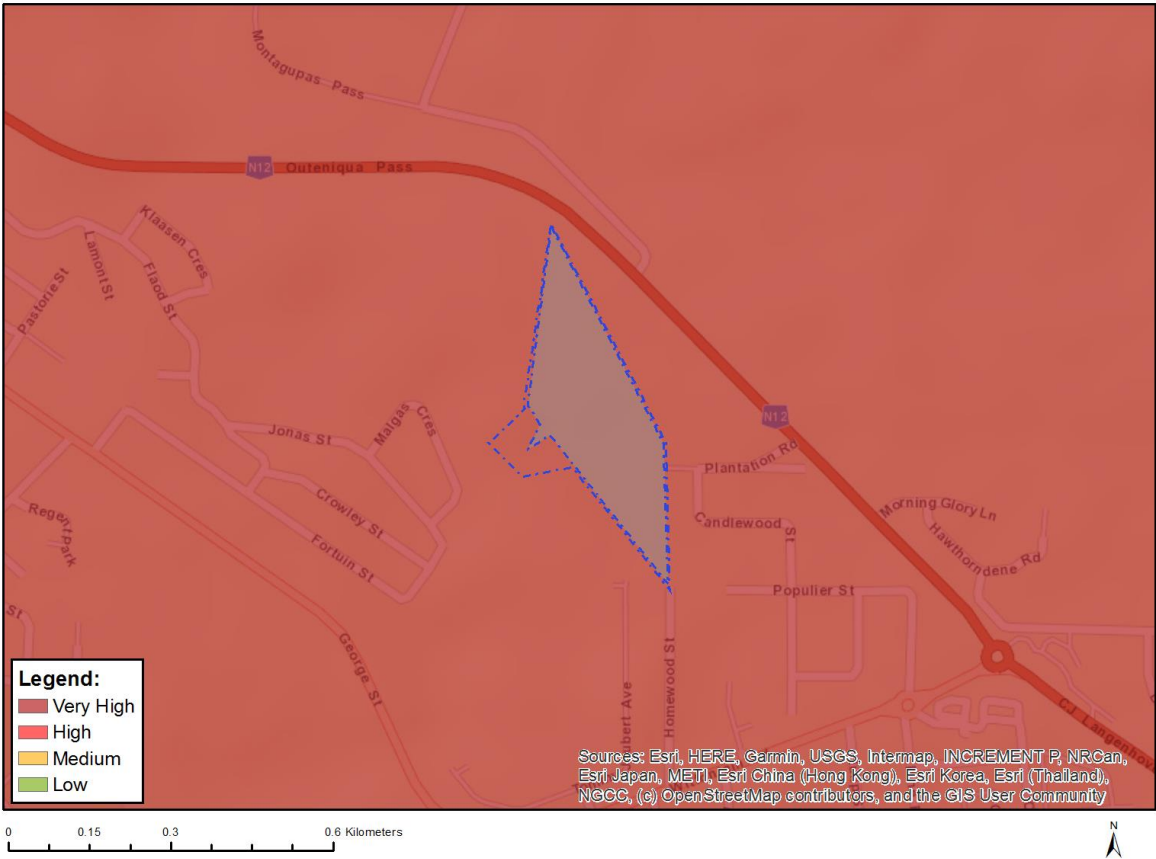 Montagupas Pass
N12
Outeniqua Pass
Klaasen Cres
Lamont St
Flaod St
Pastorie St
N12
Jonas St
Malgas Cres
Plantation Rd
Crowley St
Candlewood St
Morning Glory Ln
Hawthorndene Rd
Regent Park
Fortuin St
Populier St
St
George St
Homewood St
C.J. Langenhov
Legend:
Very High
High
Medium
Low
Sources: Esri, HERE, Garmin, USGS, Intermap, INCREMENT P, NRCan,
Esri Japan, METI, Esri China (Hong Kong), Esri Korea, Esri (Thailand),
NGCC, (c) OpenStreetMap contributors, and the GIS User Community
0 0.15 0.3 0.6 Kilometers
N